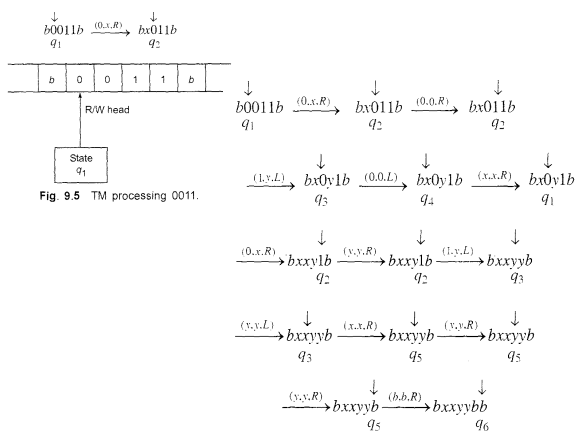 b0011b (0,x,R) bx011b
q1 q2
b 0 0 1 1 b
R/W head
State
q1
Fig. 9.5 TM processing 0011.
b0011b (0,x,R) bx011b (0,0,R) bx011b
q1 q2 q2
(1,y,L) bx0y1b (0,0,L) bx0y1b (x,x,R) bx0y1b
q3 q4 q1
(0,x,R) bxxy1b (y,y,R) bxxy1b (1,y,L) bxxyyb
q2 q2 q3
(y,y,L) bxxyyb (x,x,R) bxxyyb (y,y,R) bxxyyb
q3 q5 q5
(y,y,R) bxxyyb (b,b,R) bxxyybb
q5 q6